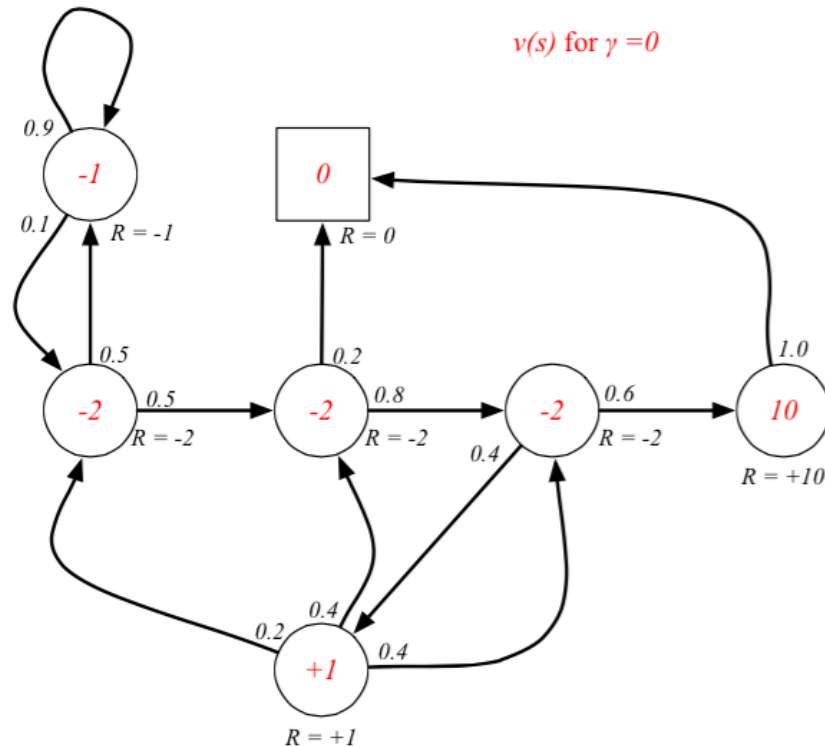 v(s) for γ =0
0.9
-1
0
0.1
R = -1
R = 0
0.5
0.2
1.0
-2
0.5
R = -2
-2
0.8
R = -2
-2
0.6
R = -2
10
R = +10
0.4
0.4
0.2
0.4
+1
R = +1